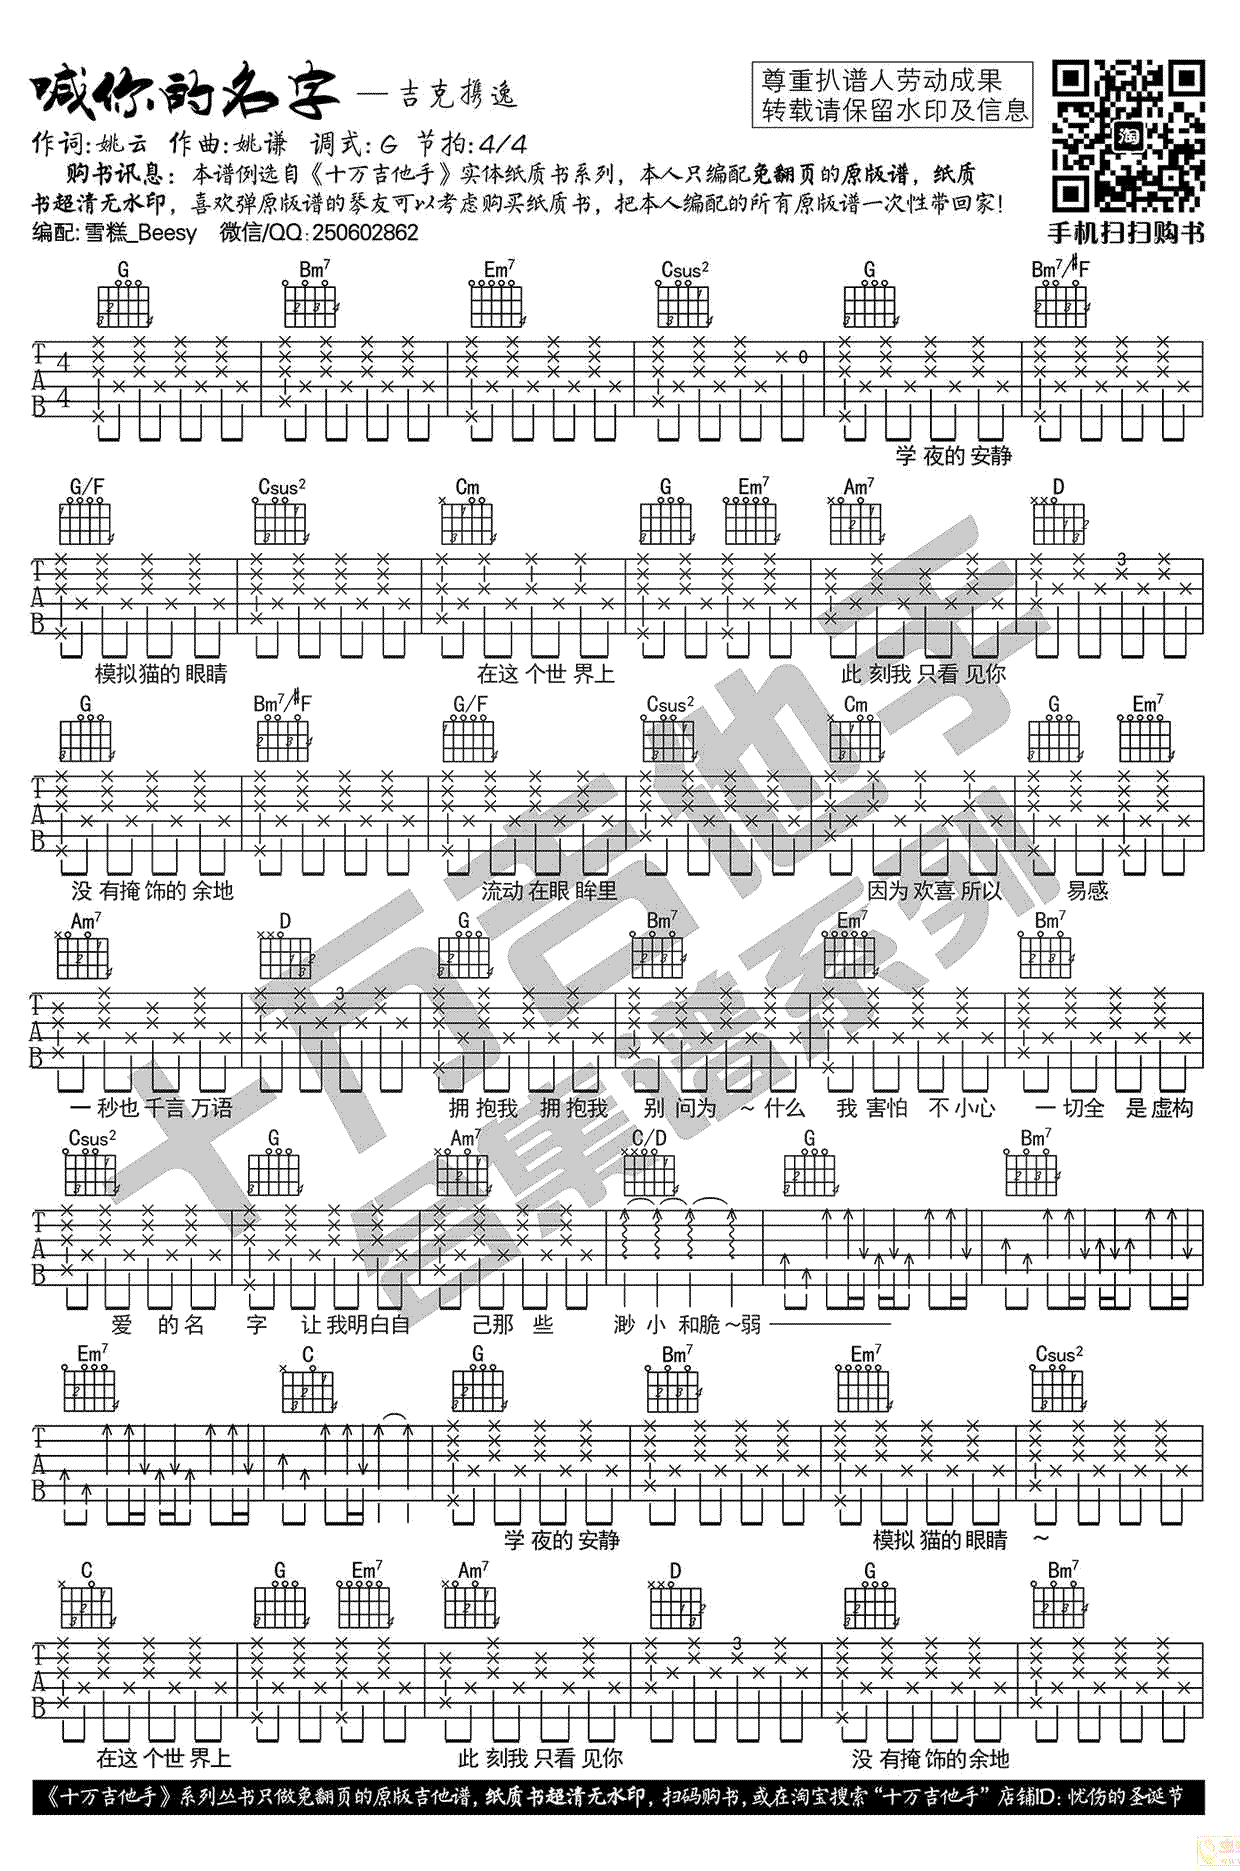 喊你的名字 — 吉克携逸
尊重扒谱人劳动成果
转载请保留水印及信息
作词:姚云 作曲:姚谦 调式:G 节拍:4/4
购书讯息：本谱例选自《十万吉他手》实体纸质书系列，本人只编配免翻页的原版谱，纸质
书超清无水印，喜欢弹原版谱的琴友可以考虑购买纸质书，把本人编配的所有原版谱一次性带回家！
编配:雪糕_Beesy 微信/QQ:250602862
手机扫扫购书
淘
G Bm7 Em7 Csus2 G Bm7/#F
TAB 4/4 0
学夜的安静
G/F Csus2 Cm G Em7 Am7 D
TAB 3
模拟猫的眼睛 在这个世界上 此刻我只看见你
G Bm7/#F G/F Csus2 Cm G Em7
TAB
没有掩饰的余地 流动在眼眸里 因为欢喜所以 易感
Am7 D G Bm7 Em7 Bm7
TAB 3
一秒也千言万语 拥抱我 拥抱我 别问为～什么 我害怕 不小心 一切全 是虚构
Csus2 G Am7 C/D G Bm7
TAB
爱 的名 字 让我明白自 己那些 渺小和脆～弱
Em7 C G Bm7 Em7 Csus2
TAB
学夜的安静 模拟猫的眼睛 ～
C G Em7 Am7 D G Bm7
TAB 3
在这个世界上 此刻我只看见你 没有掩饰的余地
十万吉他手
合集谱系列
《十万吉他手》系列丛书只做免翻页的原版吉他谱，纸质书超清无水印，扫码购书，或在淘宝搜索“十万吉他手”店铺ID：忧伤的圣诞节